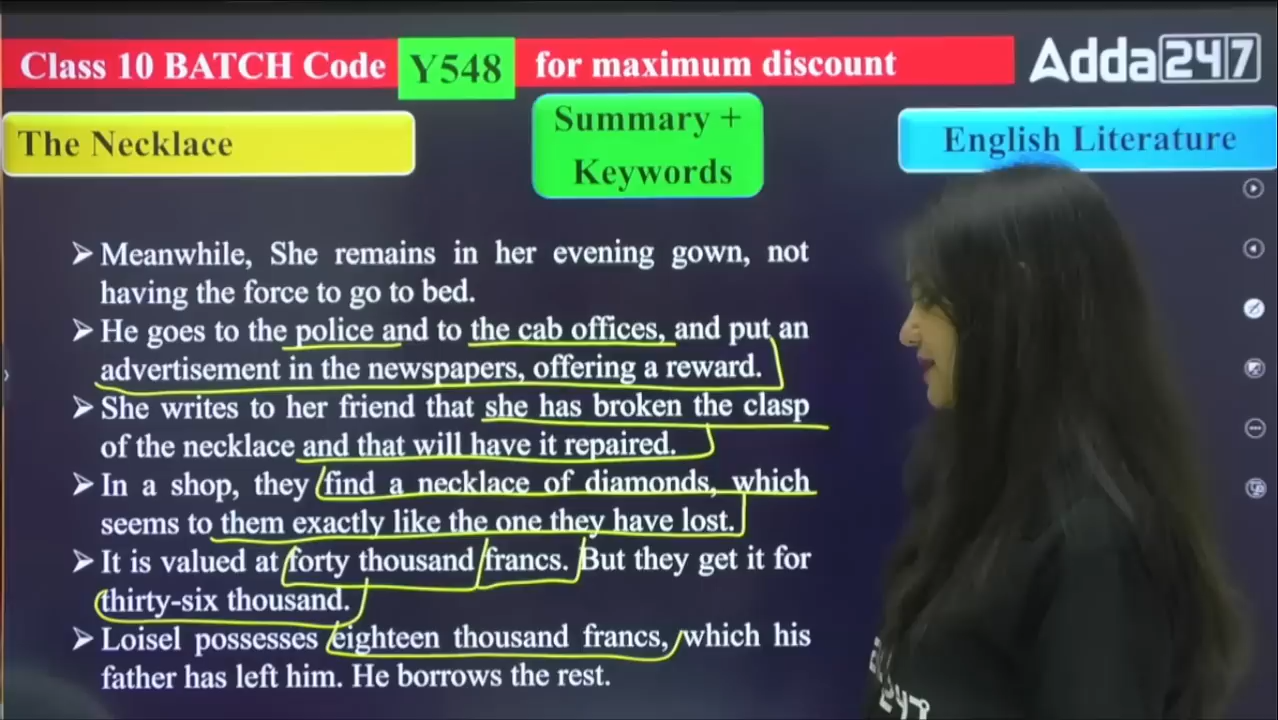 Class 10 BATCH Code Y548 for maximum discount
Adda247
The Necklace
Summary +
Keywords
English Literature
➢ Meanwhile, She remains in her evening gown, not
having the force to go to bed.
➢ He goes to the police and to the cab offices, and put an
advertisement in the newspapers, offering a reward.
➢ She writes to her friend that she has broken the clasp
of the necklace and that will have it repaired.
➢ In a shop, they find a necklace of diamonds, which
seems to them exactly like the one they have lost.
➢ It is valued at forty thousand francs. But they get it for
thirty-six thousand.
➢ Loisel possesses eighteen thousand francs, which his
father has left him. He borrows the rest.